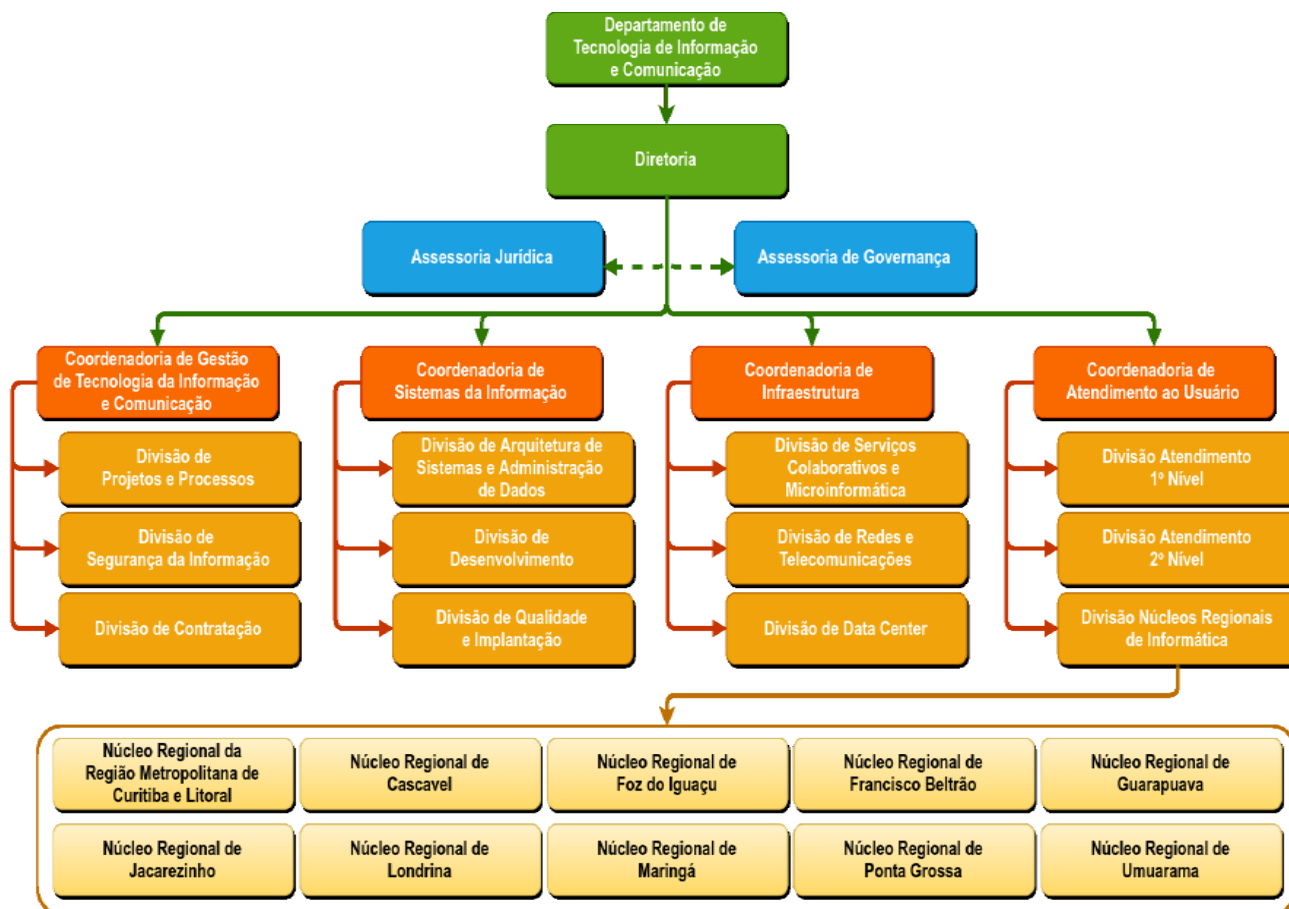 Departamento de
Tecnologia de Informação
e Comunicação
Diretoria
Assessoria Jurídica
Assessoria de Governança
Coordenadoria de Gestão
de Tecnologia da Informação
e Comunicação
Divisão de
Projetos e Processos
Divisão de
Segurança da Informação
Divisão de Contratação
Coordenadoria de
Sistemas da Informação
Divisão de Arquitetura de
Sistemas e Administração
de Dados
Divisão de
Desenvolvimento
Divisão de Qualidade
e Implantação
Coordenadoria de
Infraestrutura
Divisão de Serviços
Colaborativos e
Microinformática
Divisão de Redes e
Telecomunicações
Divisão de Data Center
Coordenadoria de
Atendimento ao Usuário
Divisão Atendimento
1º Nível
Divisão Atendimento
2º Nível
Divisão Núcleos Regionais
de Informática
Núcleo Regional da
Região Metropolitana de
Curitiba e Litoral
Núcleo Regional de
Cascavel
Núcleo Regional de
Foz do Iguaçu
Núcleo Regional de
Francisco Beltrão
Núcleo Regional de
Guarapuava
Núcleo Regional de
Jacarezinho
Núcleo Regional de
Londrina
Núcleo Regional de
Maringá
Núcleo Regional de
Ponta Grossa
Núcleo Regional de
Umuarama